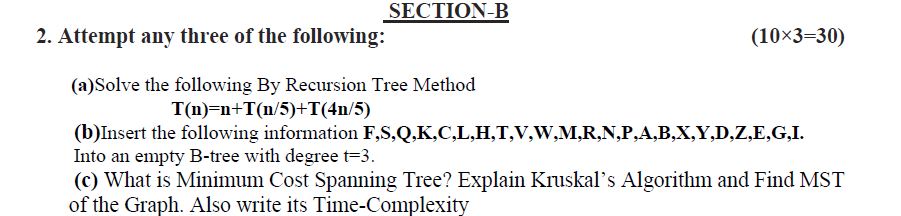 SECTION-B
2. Attempt any three of the following: (10×3=30)
(a)Solve the following By Recursion Tree Method
T(n)=n+T(n/5)+T(4n/5)
(b)Insert the following information F,S,Q,K,C,L,H,T,V,W,M,R,N,P,A,B,X,Y,D,Z,E,G,I.
Into an empty B-tree with degree t=3.
(c) What is Minimum Cost Spanning Tree? Explain Kruskal's Algorithm and Find MST
of the Graph. Also write its Time-Complexity